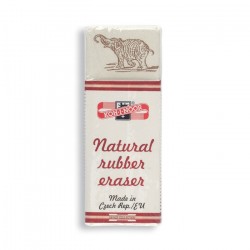 KOH-I-NOOR
Natural
rubber
eraser
Made in
Czech Rep./EU